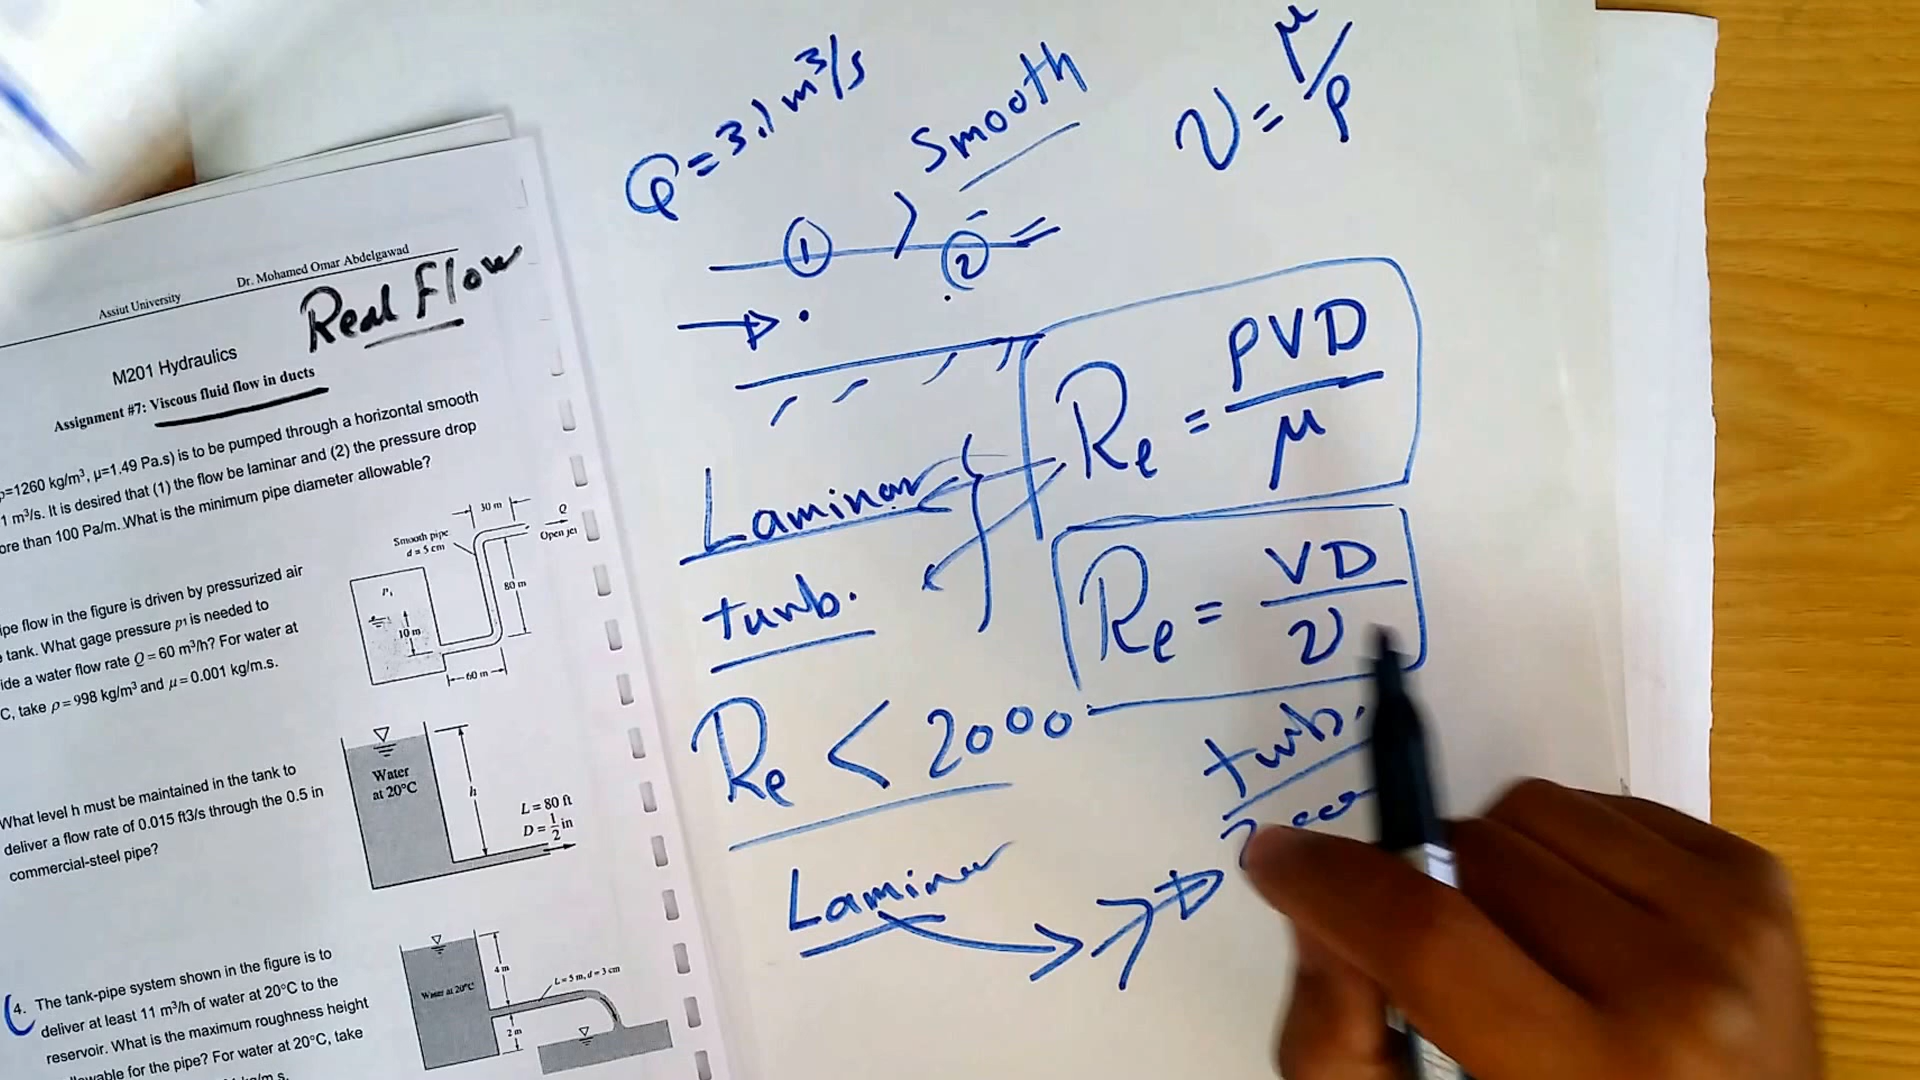 Assiut University
Dr. Mohamed Omar Abdelgawad
Real Flow
M201 Hydraulics
Assignment #7: Viscous fluid flow in ducts
ρ=1260 kg/m³, μ=1.49 Pa.s) is to be pumped through a horizontal smooth
1 m³/s. It is desired that (1) the flow be laminar and (2) the pressure drop
ore than 100 Pa/m. What is the minimum pipe diameter allowable?
30 m
Q
Open jet
Smooth pipe
d = 5 cm
P₁
80 m
10 m
60 m
ipe flow in the figure is driven by pressurized air
tank. What gage pressure p1 is needed to
ide a water flow rate Q = 60 m³/h? For water at
C, take ρ = 998 kg/m³ and μ = 0.001 kg/m.s.
What level h must be maintained in the tank to
deliver a flow rate of 0.015 ft3/s through the 0.5 in
commercial-steel pipe?
Water
at 20°C
h
L = 80 ft
D = 1/2 in
4. The tank-pipe system shown in the figure is to
deliver at least 11 m³/h of water at 20°C to the
reservoir. What is the maximum roughness height
allowable for the pipe? For water at 20°C, take
4 m
Water at 20°C
L = 5 m, d = 3 cm
2 m
Q = 3.1 m³/s
Smooth
ν = μ/ρ
1
2
Re = ρVD/μ
Laminar
turb.
Re = VD/ν
Re < 2000
turb.
Laminar